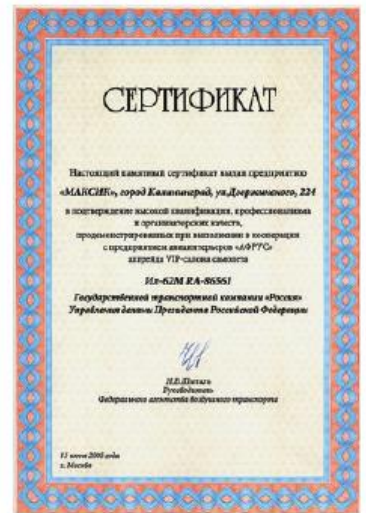 СЕРТИФИКАТ
Настоящий памятный сертификат выдан предприятию
«МАКСИК», город Калининград, ул.Дзержинского, 224
в подтверждение высокой квалификации, профессионализма
и организаторских качеств,
продемонстрированных при выполнении в кооперации
с предприятием авиаинтерьеров «АФРУС»
апгрейда VIP-салона самолета
Ил-62М RA-86561
Государственной транспортной компании «Россия»
Управления делами Президента Российской Федерации
Руководитель
Федерального агентства воздушного транспорта
г. Москва